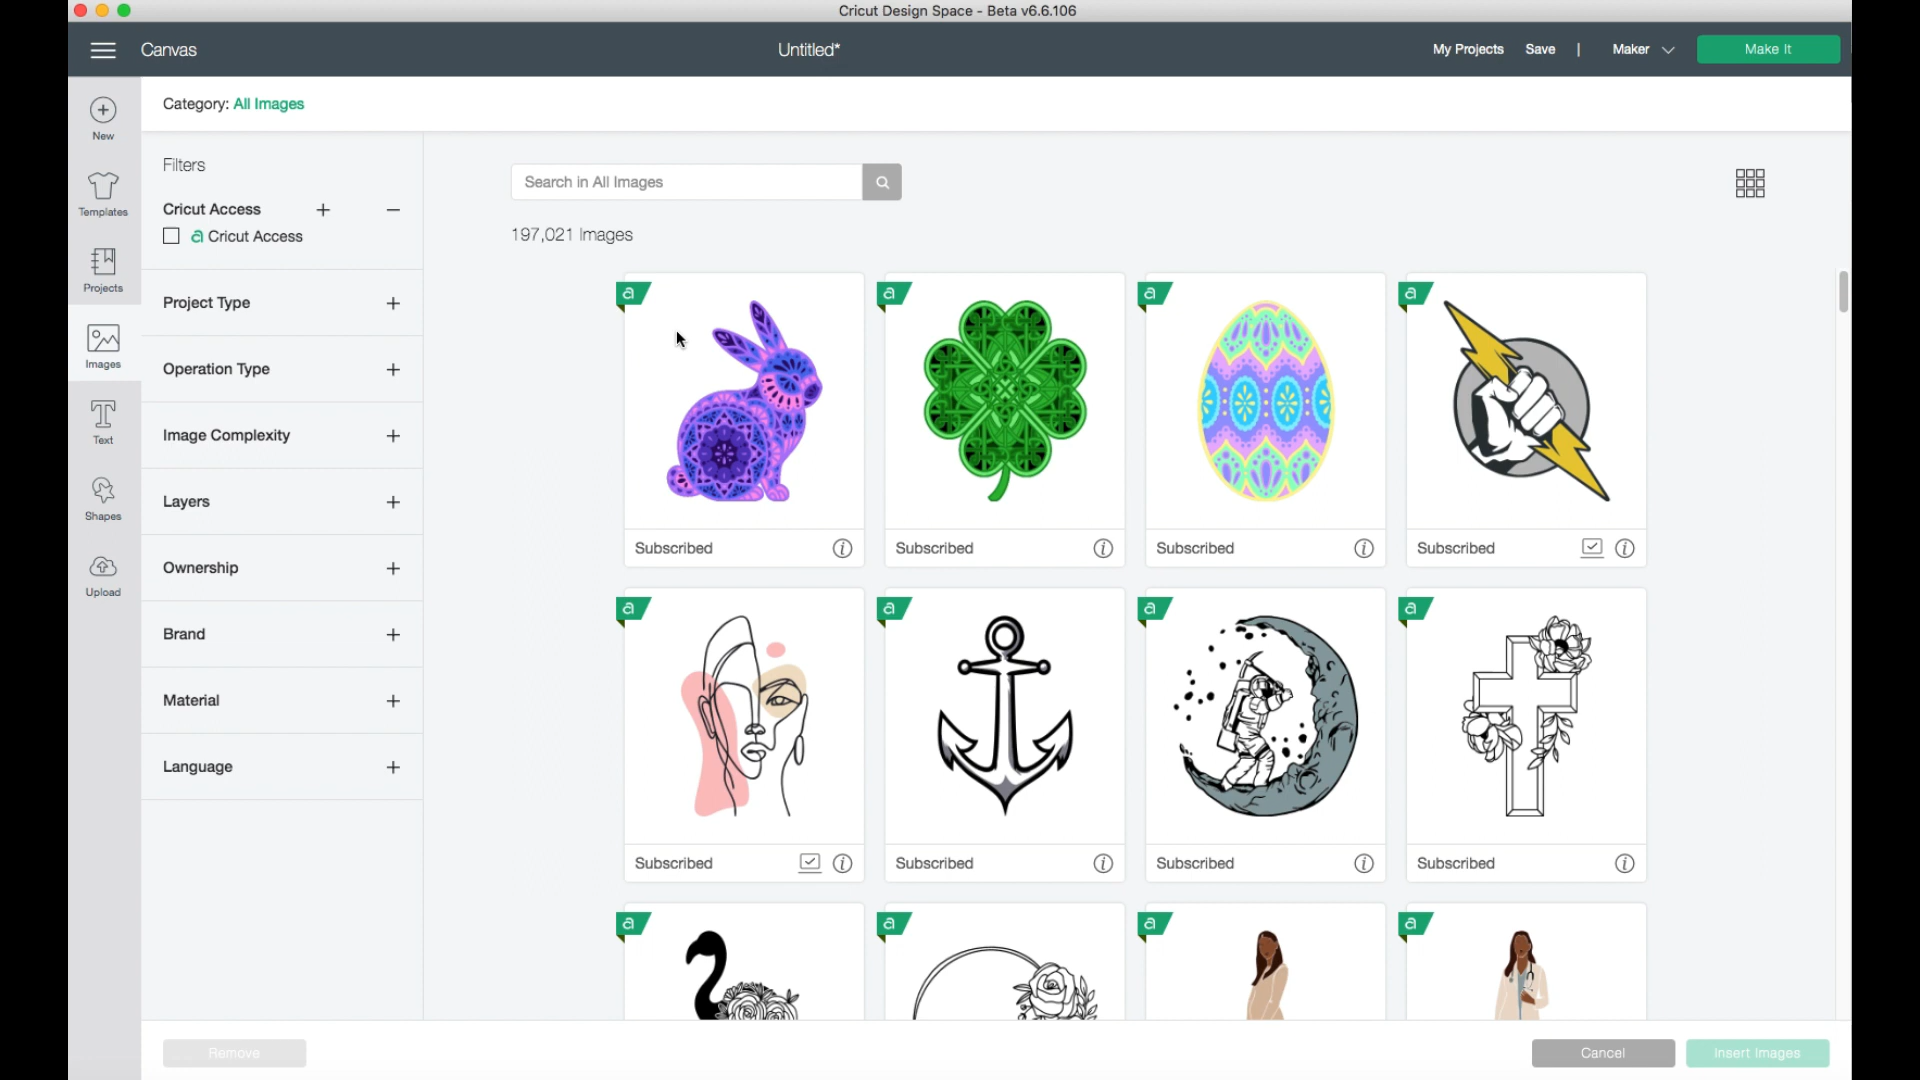 Cricut Design Space - Beta v6.6.106
Canvas
Untitled*
My Projects
Save
|
Maker
Make It
New
Templates
Projects
Images
Text
Shapes
Upload
Category: All Images
Filters
Cricut Access
a Cricut Access
Project Type
Operation Type
Image Complexity
Layers
Ownership
Brand
Material
Language
Search in All Images
197,021 Images
a
a
a
a
Subscribed
Subscribed
Subscribed
Subscribed
a
a
a
a
Subscribed
Subscribed
Subscribed
Subscribed
a
a
a
a
Remove
Cancel
Insert Images